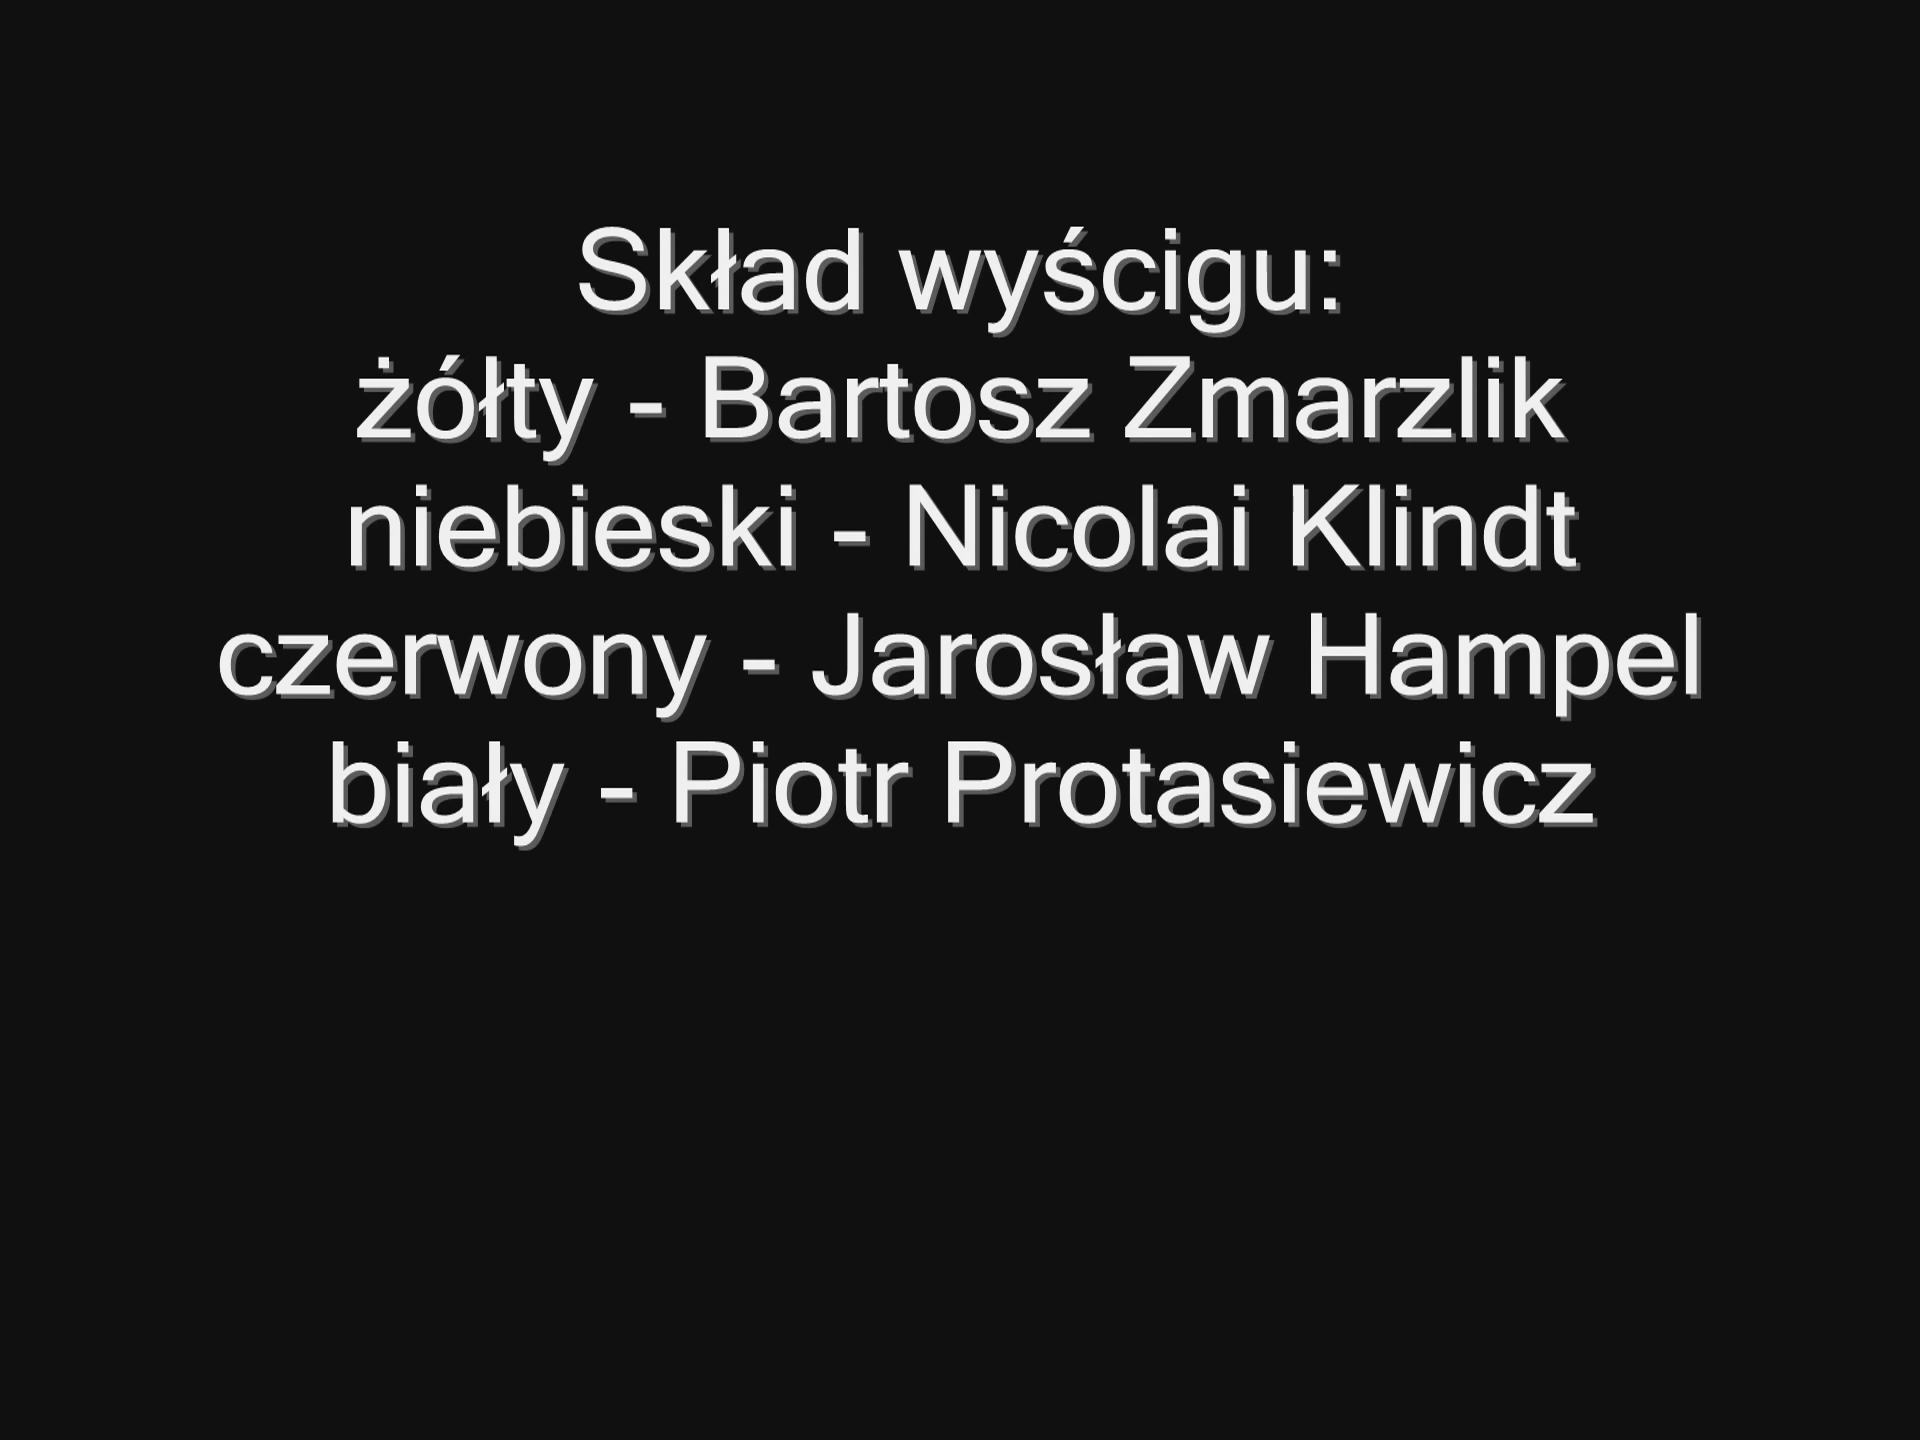 Skład wyścigu:
żółty - Bartosz Zmarzlik
niebieski - Nicolai Klindt
czerwony - Jarosław Hampel
biały - Piotr Protasiewicz